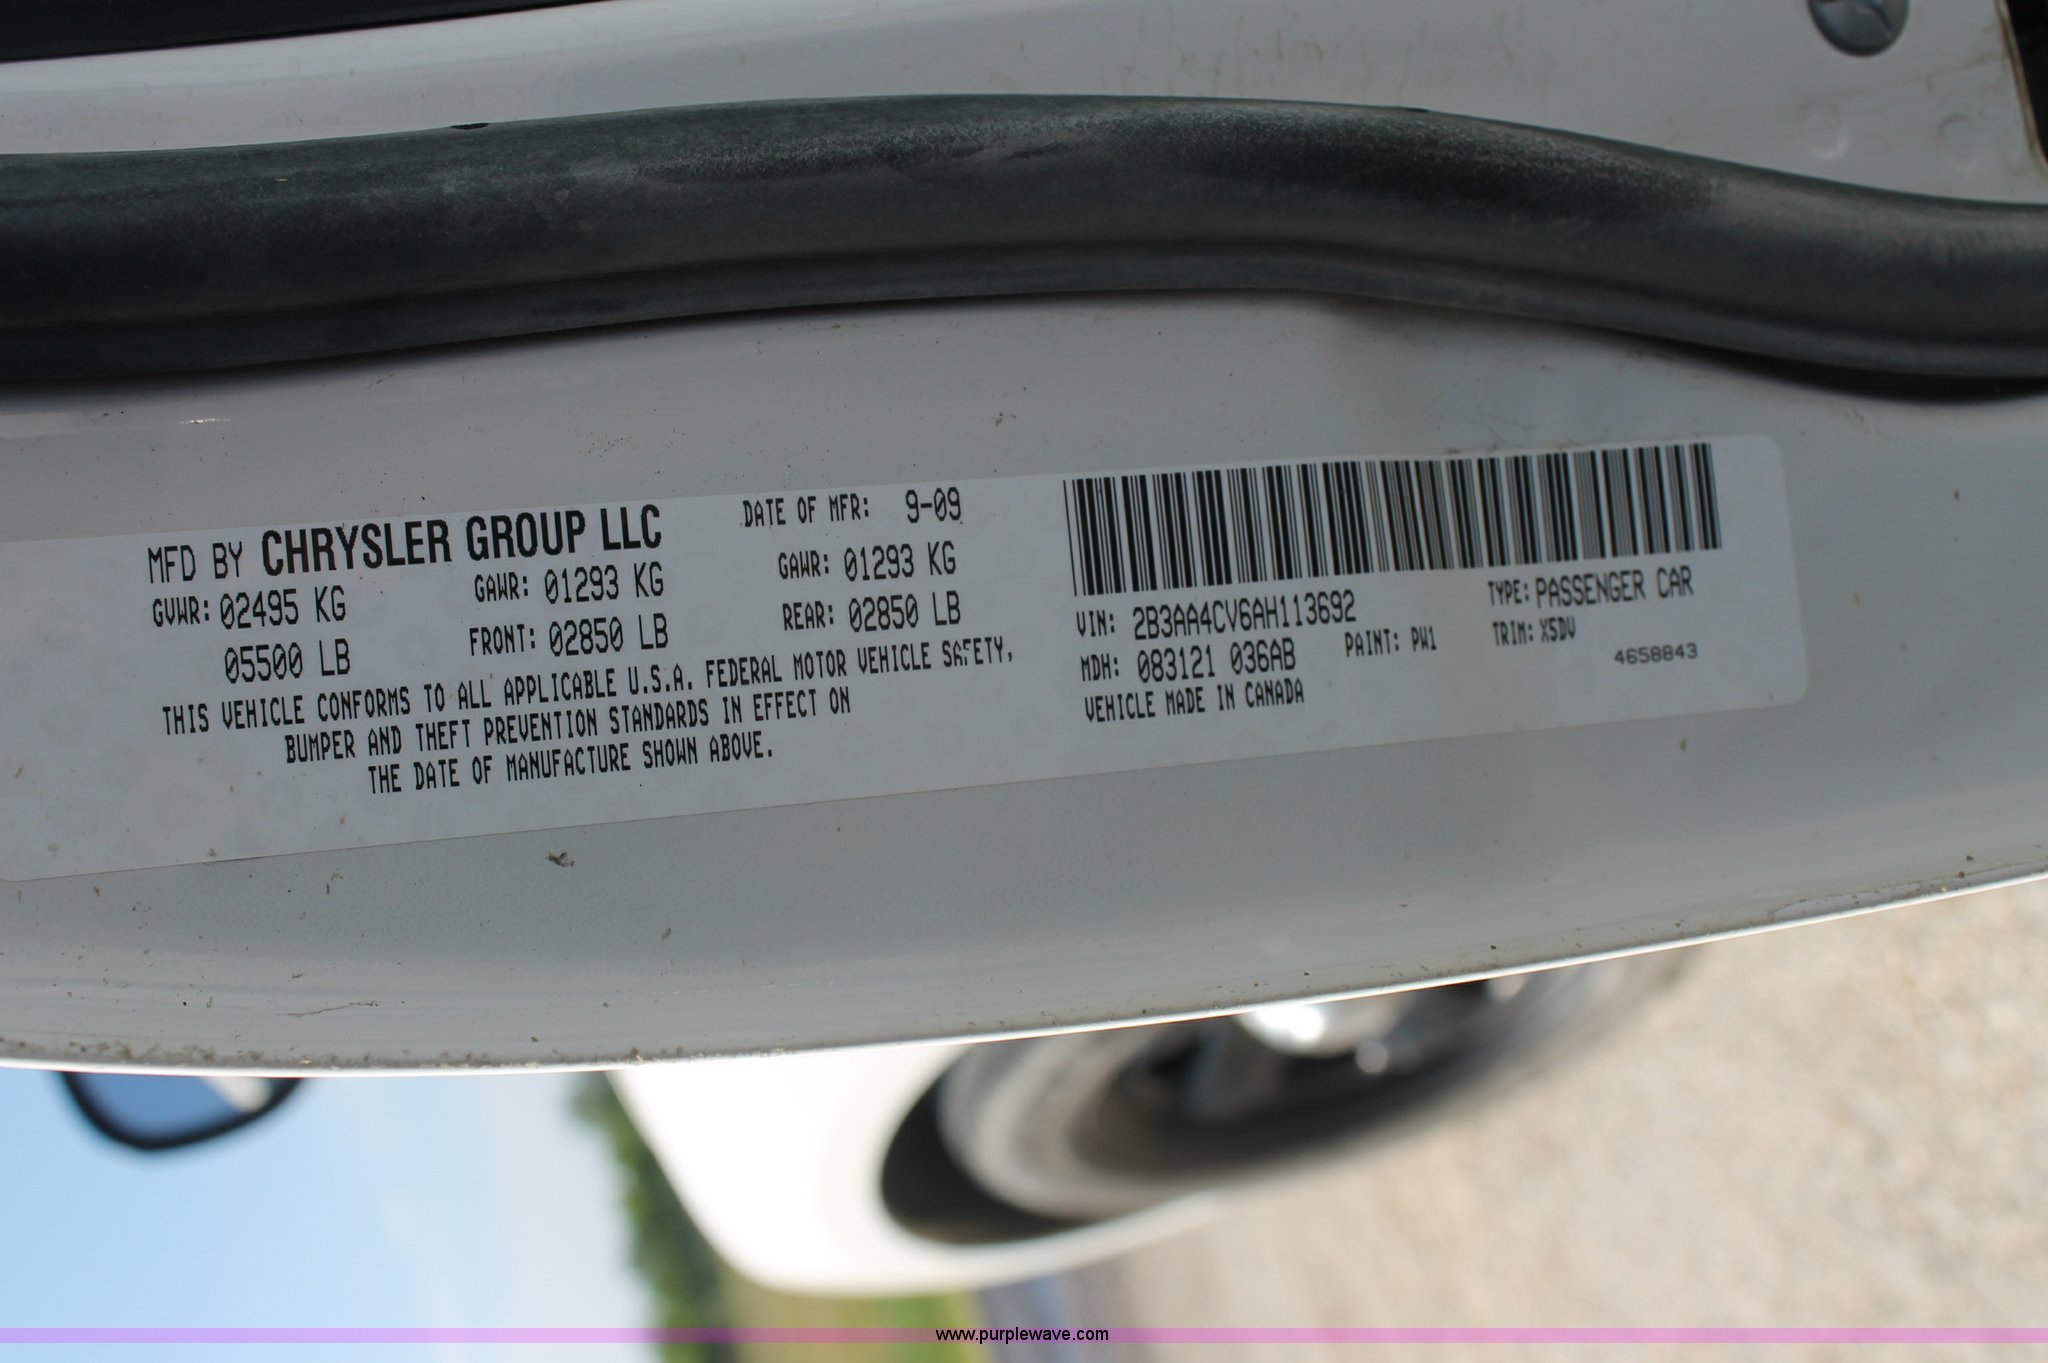 MFD BY CHRYSLER GROUP LLC DATE OF MFR: 9-09
GVWR: 02495 KG GAWR: 01293 KG GAWR: 01293 KG
05500 LB FRONT: 02850 LB REAR: 02850 LB
THIS VEHICLE CONFORMS TO ALL APPLICABLE U.S.A. FEDERAL MOTOR VEHICLE SAFETY,
BUMPER AND THEFT PREVENTION STANDARDS IN EFFECT ON
THE DATE OF MANUFACTURE SHOWN ABOVE.
VIN: 2B3AA4CV6AH113692 TYPE: PASSENGER CAR
MDH: 083121 036AB PAINT: PW1 TRIM: X5DV
VEHICLE MADE IN CANADA 4658843
www.purplewave.com